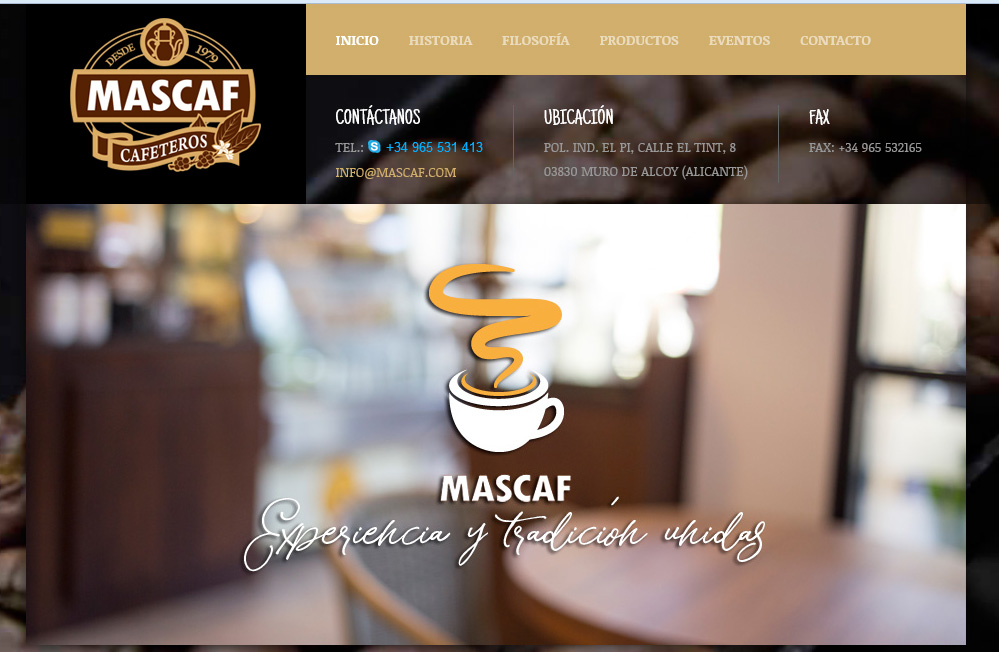 DESDE 1979
MASCAF
CAFETEROS
INICIO HISTORIA FILOSOFÍA PRODUCTOS EVENTOS CONTACTO
CONTÁCTANOS
TEL.: +34 965 531 413
INFO@MASCAF.COM
UBICACIÓN
POL. IND. EL PI, CALLE EL TINT, 8
03830 MURO DE ALCOY (ALICANTE)
FAX
FAX: +34 965 532165
MASCAF
Experiencia y tradición unidas